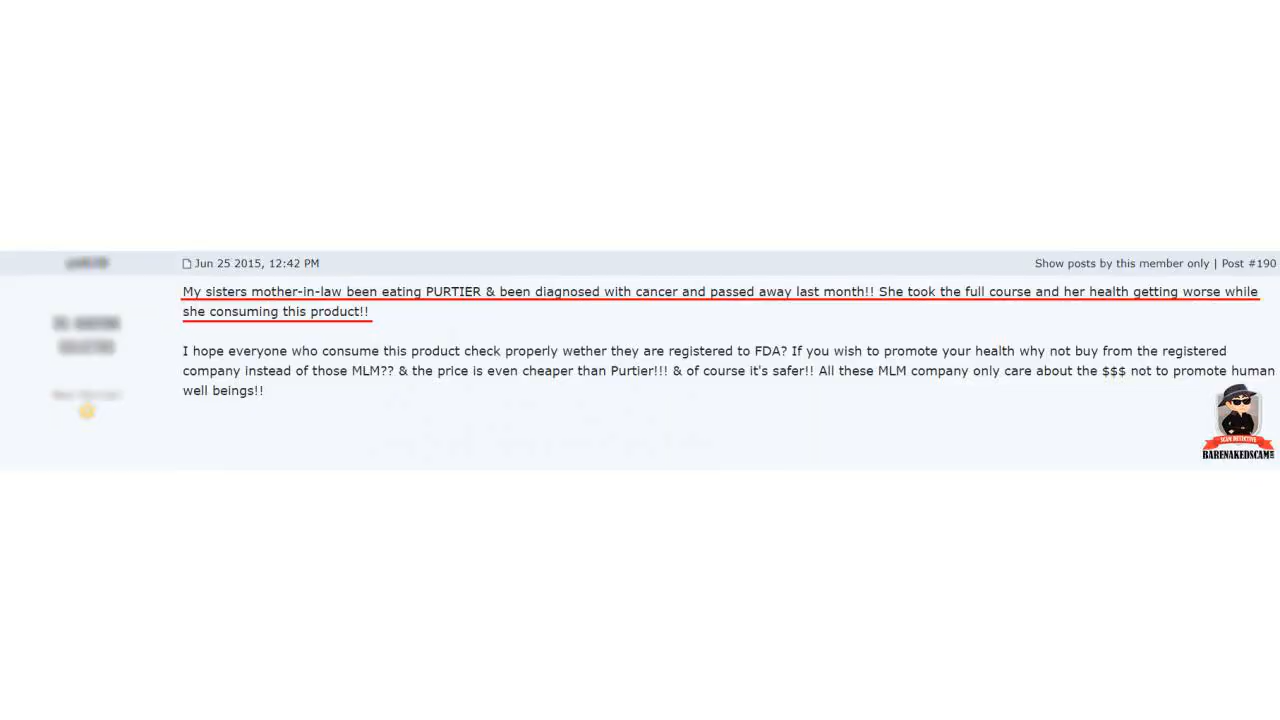 Jun 25 2015, 12:42 PM
Show posts by this member only | Post #190
My sisters mother-in-law been eating PURTIER & been diagnosed with cancer and passed away last month!! She took the full course and her health getting worse while
she consuming this product!!
I hope everyone who consume this product check properly wether they are registered to FDA? If you wish to promote your health why not buy from the registered
company instead of those MLM?? & the price is even cheaper than Purtier!!! & of course it's safer!! All these MLM company only care about the $$$ not to promote human
well beings!!
SCAM DETECTIVE
BARENAKEDSCAM